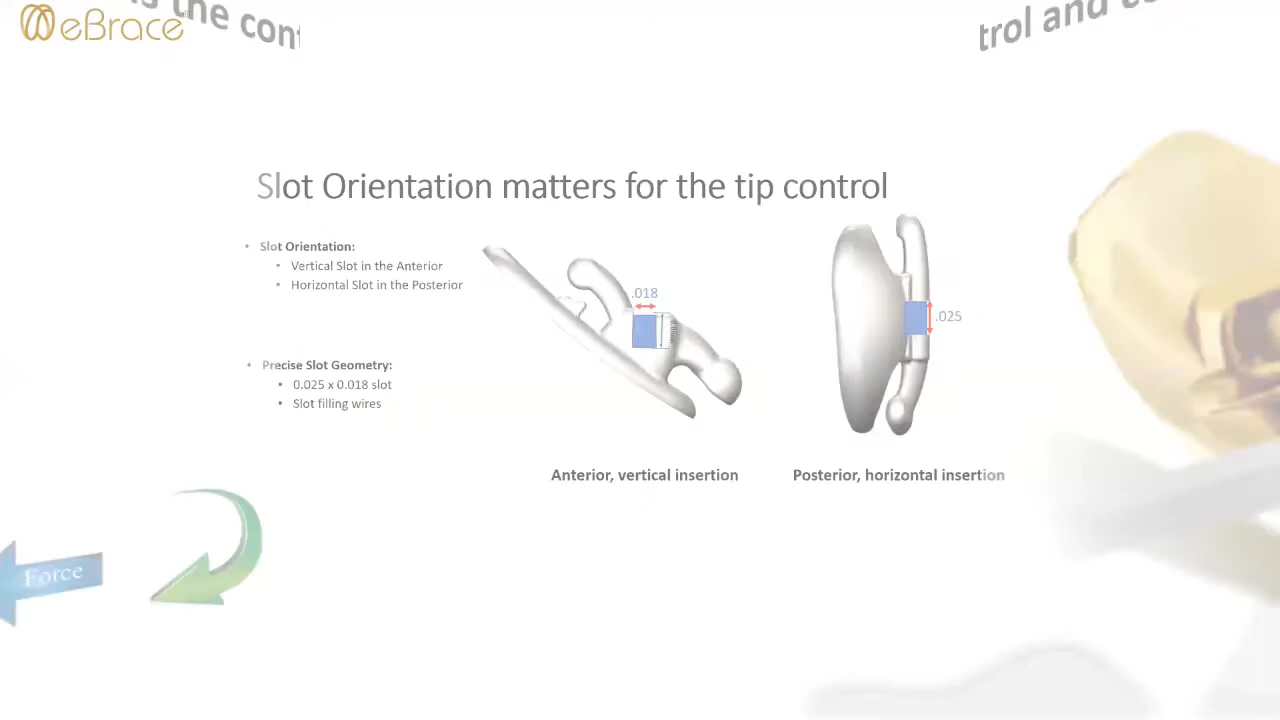 eBrace
the con
trol and
Slot Orientation matters for the tip control
• Slot Orientation:
• Vertical Slot in the Anterior
• Horizontal Slot in the Posterior
• Precise Slot Geometry:
• 0.025 x 0.018 slot
• Slot filling wires
.018
.025
Anterior, vertical insertion
Posterior, horizontal insertion
Force